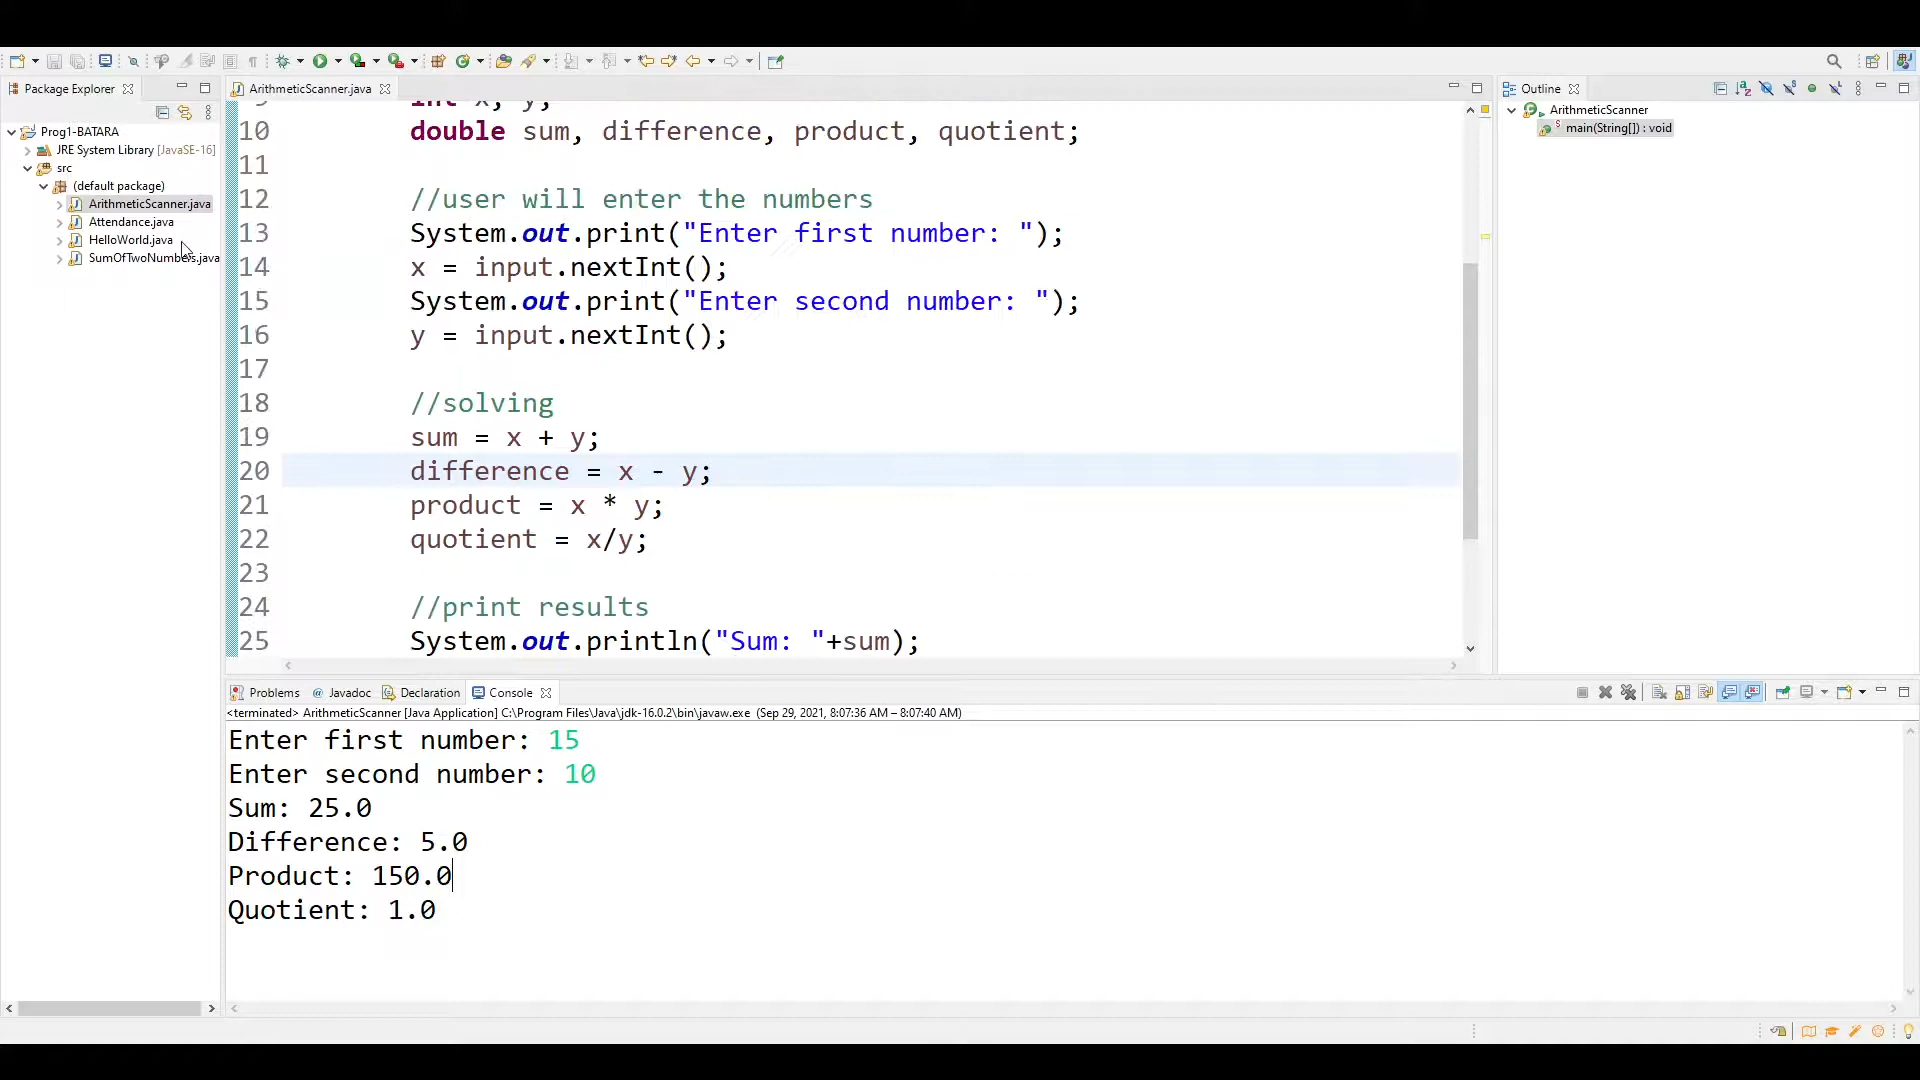 Package Explorer
Prog1-BATARA
JRE System Library [JavaSE-16]
src
(default package)
ArithmeticScanner.java
Attendance.java
HelloWorld.java
SumOfTwoNumbers.java
ArithmeticScanner.java
9 int x, y;
10 double sum, difference, product, quotient;
11
12 //user will enter the numbers
13 System.out.print("Enter first number: ");
14 x = input.nextInt();
15 System.out.print("Enter second number: ");
16 y = input.nextInt();
17
18 //solving
19 sum = x + y;
20 difference = x - y;
21 product = x * y;
22 quotient = x/y;
23
24 //print results
25 System.out.println("Sum: "+sum);
Outline
ArithmeticScanner
main(String[]) : void
Problems @ Javadoc Declaration Console
<terminated> ArithmeticScanner [Java Application] C:\Program Files\Java\jdk-16.0.2\bin\javaw.exe (Sep 29, 2021, 8:07:36 AM – 8:07:40 AM)
Enter first number: 15
Enter second number: 10
Sum: 25.0
Difference: 5.0
Product: 150.0
Quotient: 1.0